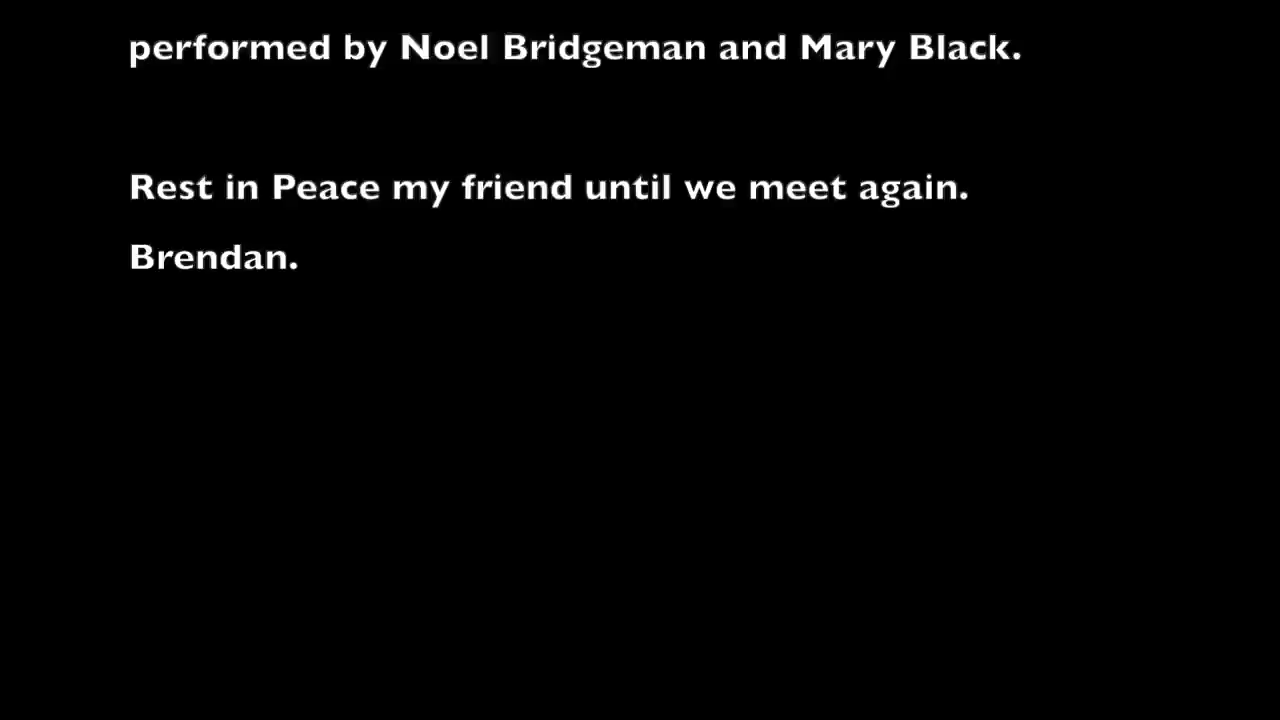 performed by Noel Bridgeman and Mary Black.
Rest in Peace my friend until we meet again.
Brendan.